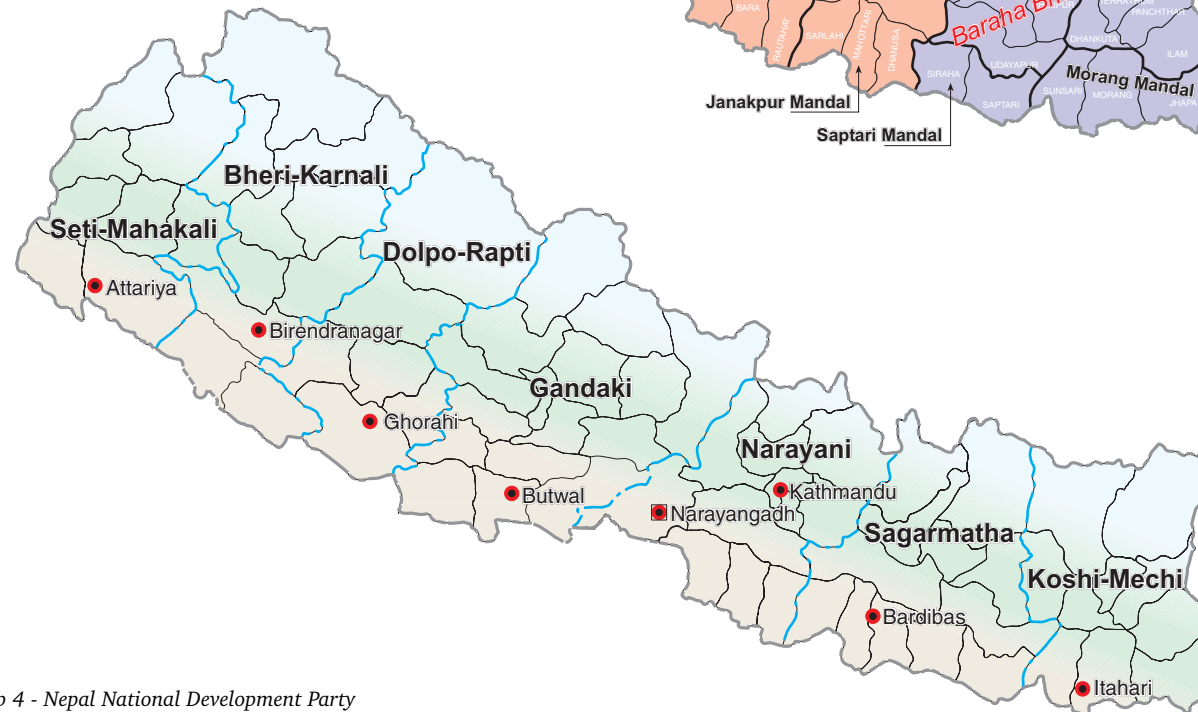 BARA
RAUTAHAT
SARLAHI
MAHOTTARI
DHANUSA
SIRAHA
SAPTARI
UDAYAPUR
Baraha
DHANKUTA
PANCHTHAR
ILAM
SUNSARI
MORANG
JHAPA
Morang Mandal
Janakpur Mandal
Saptari Mandal
Bheri-Karnali
Seti-Mahakali
Dolpo-Rapti
Attariya
Birendranagar
Gandaki
Ghorahi
Narayani
Butwal
Kathmandu
Narayangadh
Sagarmatha
Koshi-Mechi
Bardibas
Itahari
4 - Nepal National Development Party